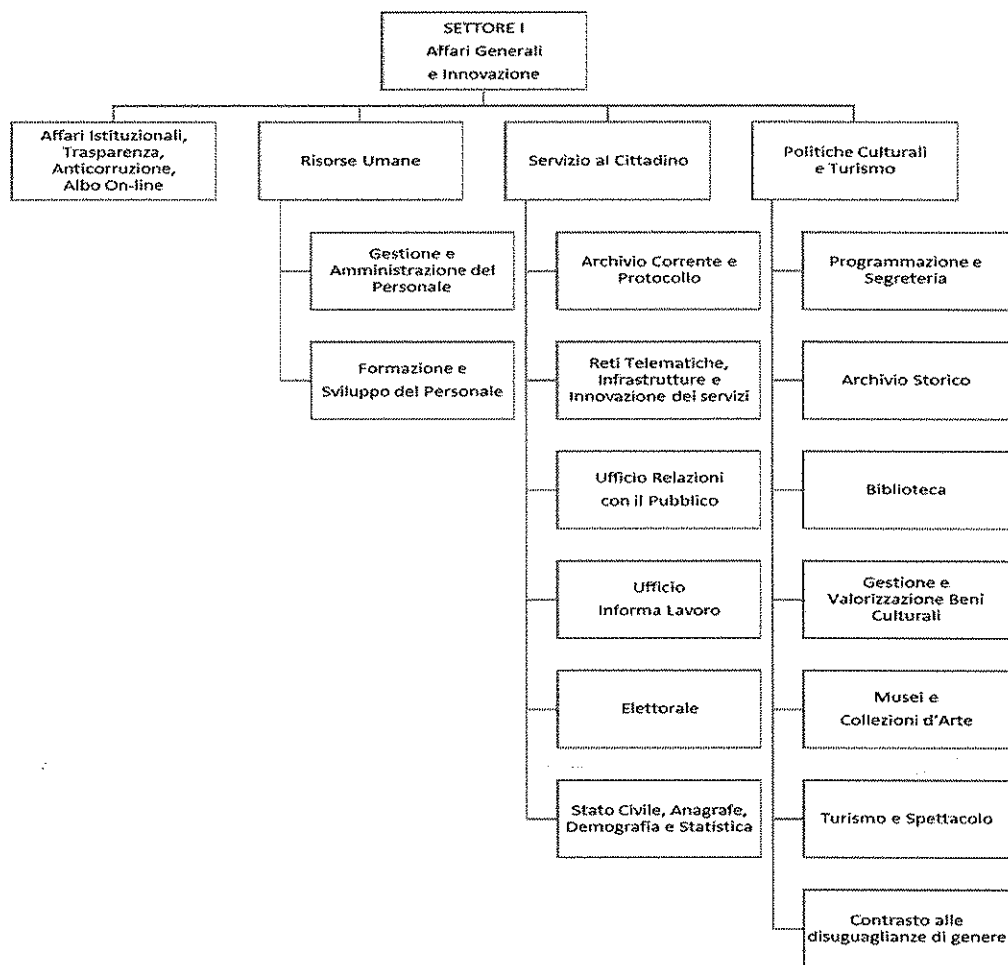 SETTORE I
Affari Generali
e Innovazione
Affari Istituzionali,
Trasparenza,
Anticorruzione,
Albo On-line
Risorse Umane
Servizio al Cittadino
Politiche Culturali
e Turismo
Gestione e
Amministrazione del
Personale
Formazione e
Sviluppo del Personale
Archivio Corrente e
Protocollo
Reti Telematiche,
Infrastrutture e
Innovazione dei servizi
Ufficio Relazioni
con il Pubblico
Ufficio
Informa Lavoro
Elettorale
Stato Civile, Anagrafe,
Demografia e Statistica
Programmazione e
Segreteria
Archivio Storico
Biblioteca
Gestione e
Valorizzazione Beni
Culturali
Musei e
Collezioni d'Arte
Turismo e Spettacolo
Contrasto alle
disuguaglianze di genere